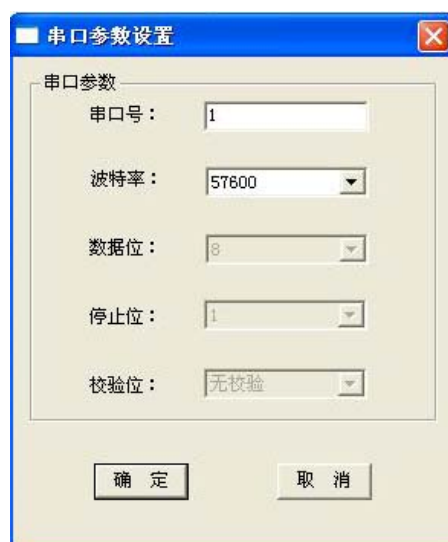 串口参数设置
串口参数
串口号： 1
波特率： 57600
数据位： 8
停止位： 1
校验位： 无校验
确 定 取 消